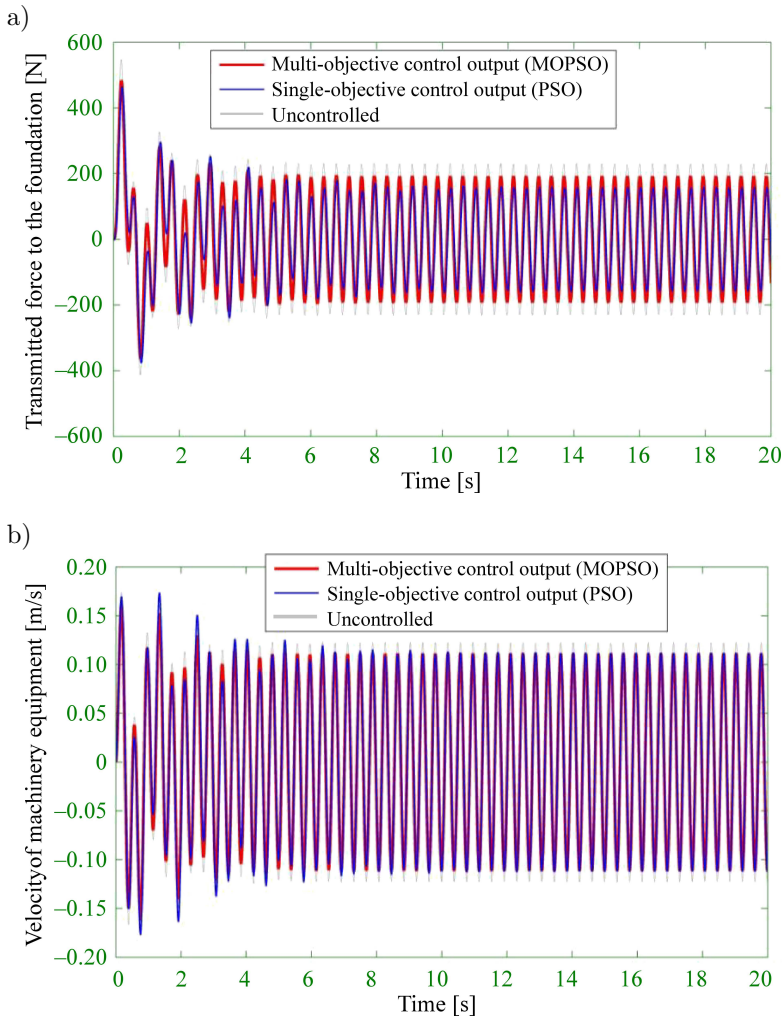 a)
600
400
200
0
–200
–400
–600
Transmitted force to the foundation [N]
Multi-objective control output (MOPSO)
Single-objective control output (PSO)
Uncontrolled
0 2 4 6 8 10 12 14 16 18 20
Time [s]
b)
0.20
0.15
0.10
0.05
0
–0.05
–0.10
–0.15
–0.20
Velocity of machinery equipment [m/s]
Multi-objective control output (MOPSO)
Single-objective control output (PSO)
Uncontrolled
0 2 4 6 8 10 12 14 16 18 20
Time [s]